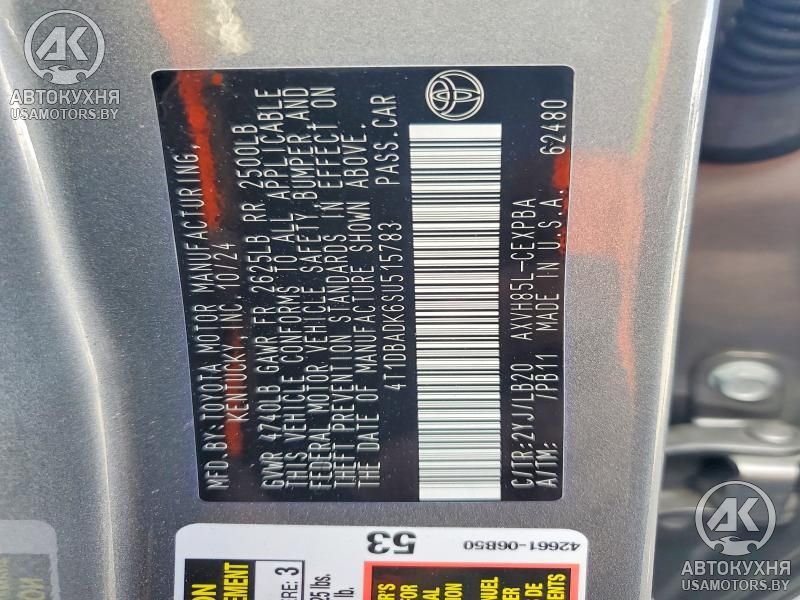 MFD.BY:TOYOTA MOTOR MANUFACTURING,
KENTUCKY, INC. 10/24
GVWR 4740LB GAWR FR 2625LB RR 2500LB
THIS VEHICLE CONFORMS TO ALL APPLICABLE
FEDERAL MOTOR VEHICLE SAFETY, BUMPER, AND
THEFT PREVENTION STANDARDS IN EFFECT ON
THE DATE OF MANUFACTURE SHOWN ABOVE.
4T1DBADK6SU515783 PASS.CAR
C/TR:2YJ/LB20 AXVH85L-CEXPBA
A/TM: /PB11 MADE IN U.S.A. 62480
53
42661-06B50
AK
АВТОКУХНЯ
USAMOTORS.BY
AK
АВТОКУХНЯ
USAMOTORS.BY